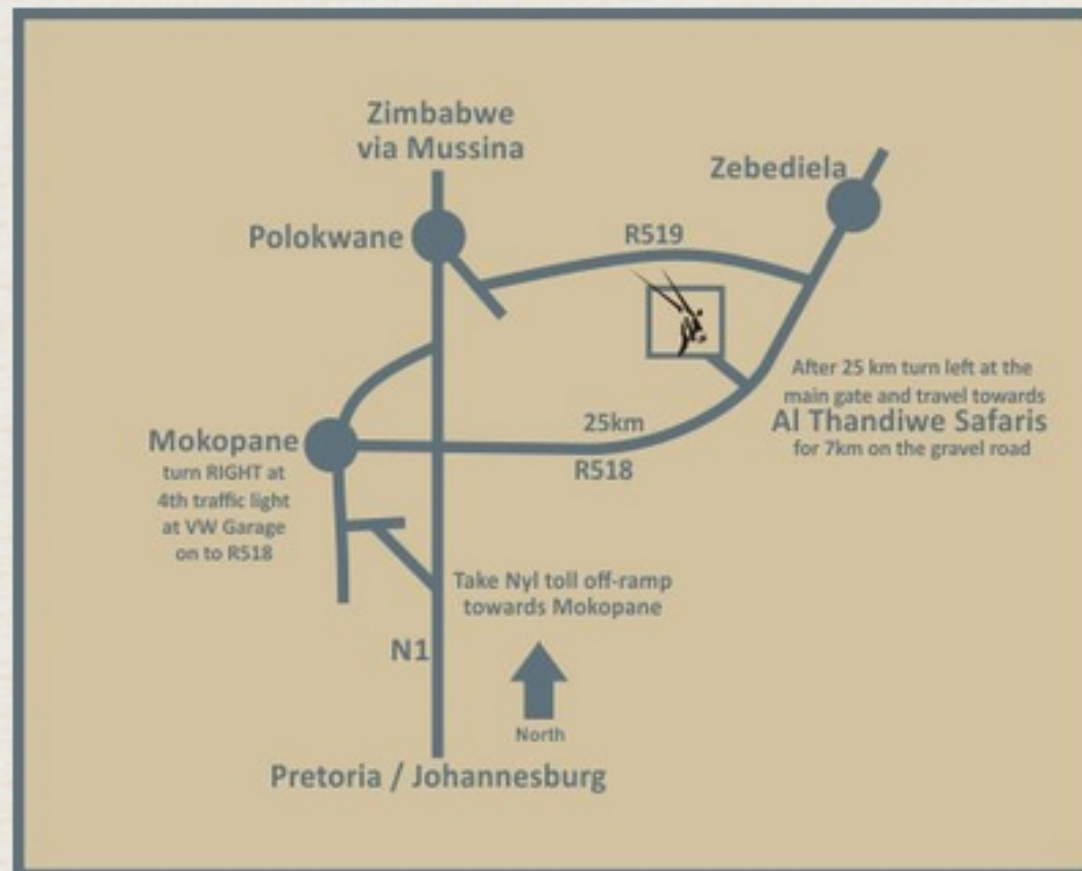 Zimbabwe
via Mussina
Zebediela
Polokwane
R519
After 25 km turn left at the
main gate and travel towards
Al Thandiwe Safaris
for 7km on the gravel road
25km
R518
Mokopane
turn RIGHT at
4th traffic light
at VW Garage
on to R518
Take Nyl toll off-ramp
towards Mokopane
N1
North
Pretoria / Johannesburg